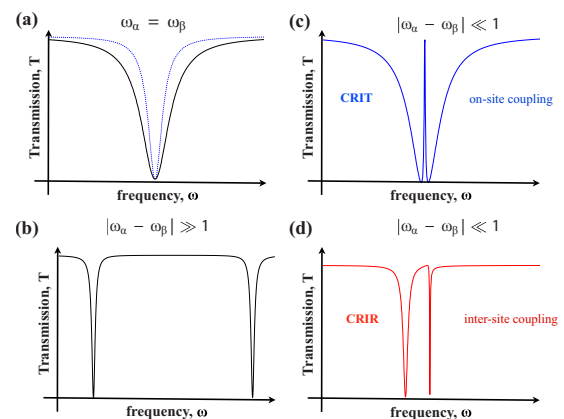 (a)
ωα = ωβ
Transmission, T
frequency, ω
(b)
|ωα − ωβ| ≫ 1
Transmission, T
frequency, ω
(c)
|ωα − ωβ| ≪ 1
CRIT
on-site coupling
Transmission, T
frequency, ω
(d)
|ωα − ωβ| ≪ 1
CRIR
inter-site coupling
Transmission, T
frequency, ω